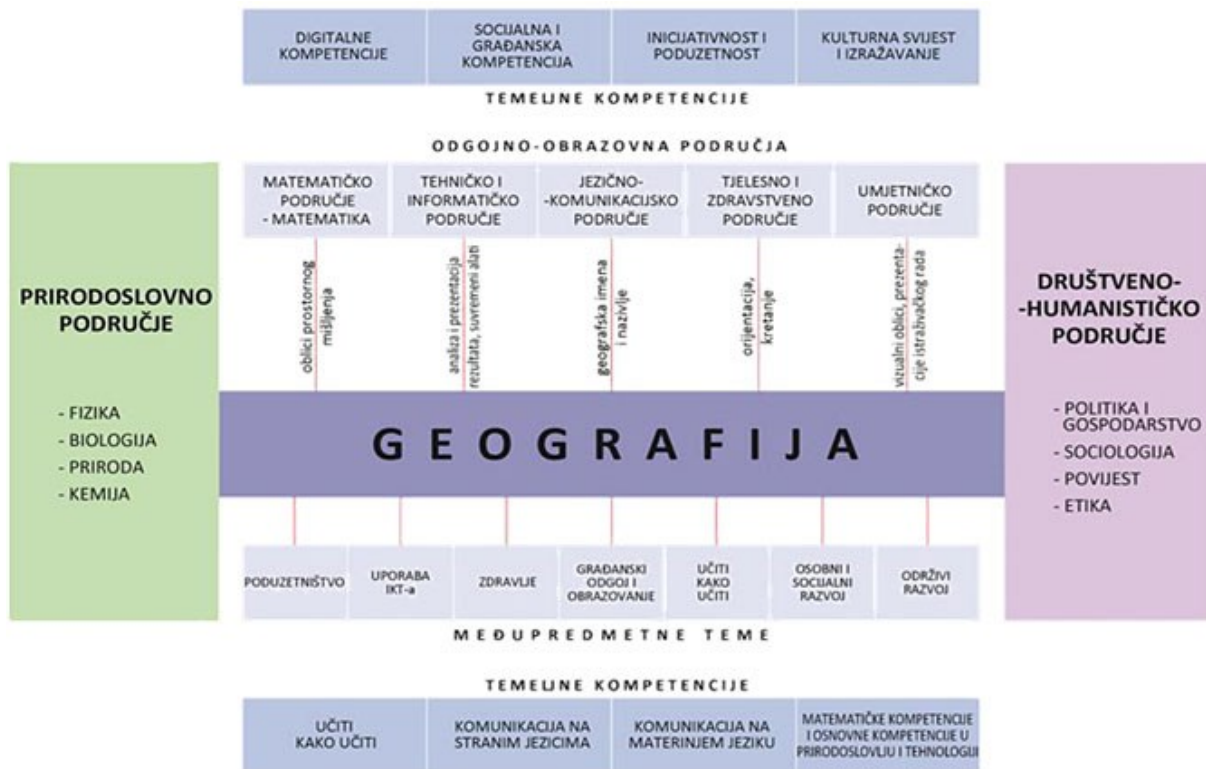 DIGITALNE
KOMPETENCIJE
SOCIJALNA I
GRAĐANSKA
KOMPETENCIJA
INICIJATIVNOST I
PODUZETNOST
KULTURNA SVIJEST
I IZRAŽAVANJE
TEMELJNE KOMPETENCIJE
ODGOJNO-OBRAZOVNA PODRUČJA
MATEMATIČKO
PODRUČJE
- MATEMATIKA
TEHNIČKO I
INFORMATIČKO
PODRUČJE
JEZIČNO-
-KOMUNIKACIJSKO
PODRUČJE
TJELESNO I
ZDRAVSTVENO
PODRUČJE
UMJETNIČKO
PODRUČJE
oblici prostornog
mišljenja
analiza i prezentacija
rezultata, suvremeni alati
geografska imena
i nazivlje
orijentacija,
kretanje
vizualni oblici, prezenta-
cije istraživačkog rada
PRIRODOSLOVNO
PODRUČJE
- FIZIKA
- BIOLOGIJA
- PRIRODA
- KEMIJA
GEOGRAFIJA
DRUŠTVENO-
-HUMANISTIČKO
PODRUČJE
- POLITIKA I
GOSPODARSTVO
- SOCIOLOGIJA
- POVIJEST
- ETIKA
PODUZETNIŠTVO
UPORABA
IKT-a
ZDRAVLJE
GRAĐANSKI
ODGOJ I
OBRAZOVANJE
UČITI
KAKO
UČITI
OSOBNI I
SOCIJALNI
RAZVOJ
ODRŽIVI
RAZVOJ
MEĐUPREDMETNE TEME
TEMELJNE KOMPETENCIJE
UČITI
KAKO UČITI
KOMUNIKACIJA NA
STRANIM JEZICIMA
KOMUNIKACIJA NA
MATERINJEM JEZIKU
MATEMATIČKE KOMPETENCIJE
I OSNOVNE KOMPETENCIJE U
PRIRODOSLOVLJU I TEHNOLOGIJI